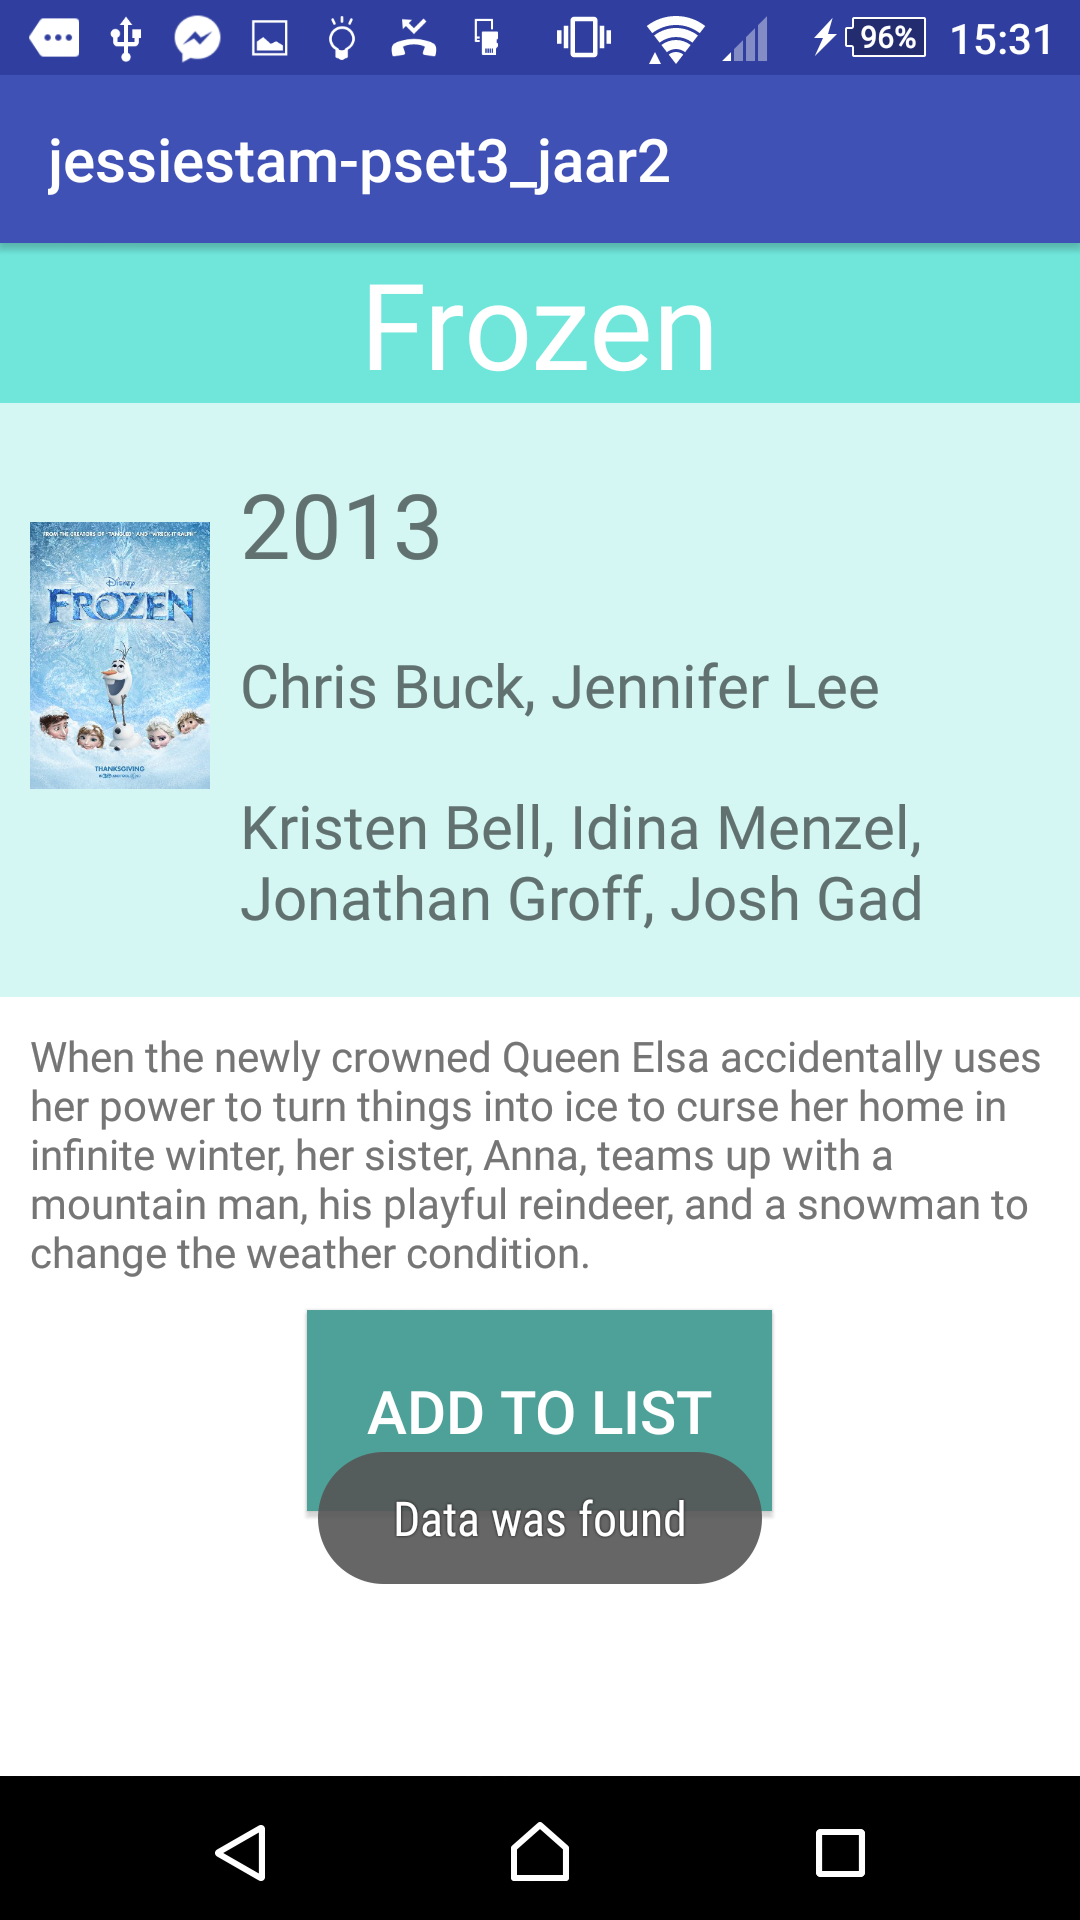 96% 15:31
jessiestam-pset3_jaar2
Frozen
2013
FROM THE CREATORS OF "TANGLED" AND "WRECK-IT RALPH"
Disney
FROZEN
THANKSGIVING
Chris Buck, Jennifer Lee
Kristen Bell, Idina Menzel,
Jonathan Groff, Josh Gad
When the newly crowned Queen Elsa accidentally uses
her power to turn things into ice to curse her home in
infinite winter, her sister, Anna, teams up with a
mountain man, his playful reindeer, and a snowman to
change the weather condition.
ADD TO LIST
Data was found